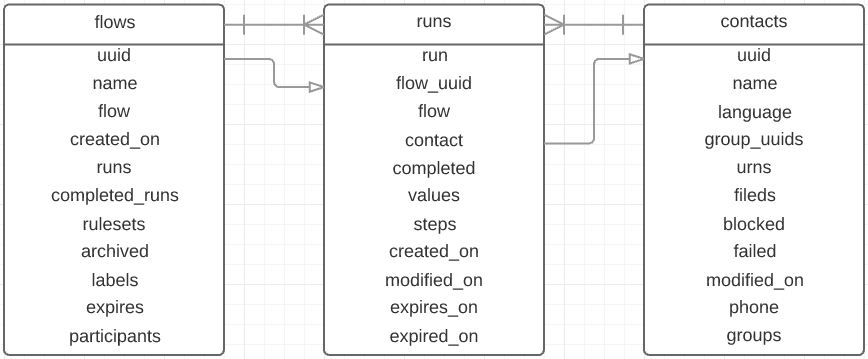 flows
uuid
name
flow
created_on
runs
completed_runs
rulesets
archived
labels
expires
participants
runs
run
flow_uuid
flow
contact
completed
values
steps
created_on
modified_on
expires_on
expired_on
contacts
uuid
name
language
group_uuids
urns
fileds
blocked
failed
modified_on
phone
groups